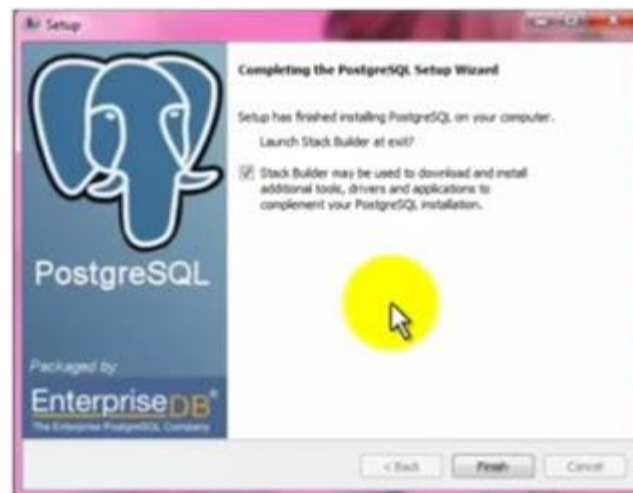 Setup
Completing the PostgreSQL Setup Wizard
Setup has finished installing PostgreSQL on your computer.
Launch Stack Builder at exit?
Stack Builder may be used to download and install
additional tools, drivers and applications to
complement your PostgreSQL installation.
PostgreSQL
Packaged by:
EnterpriseDB®
The Enterprise PostgreSQL Company
< Back
Finish
Cancel